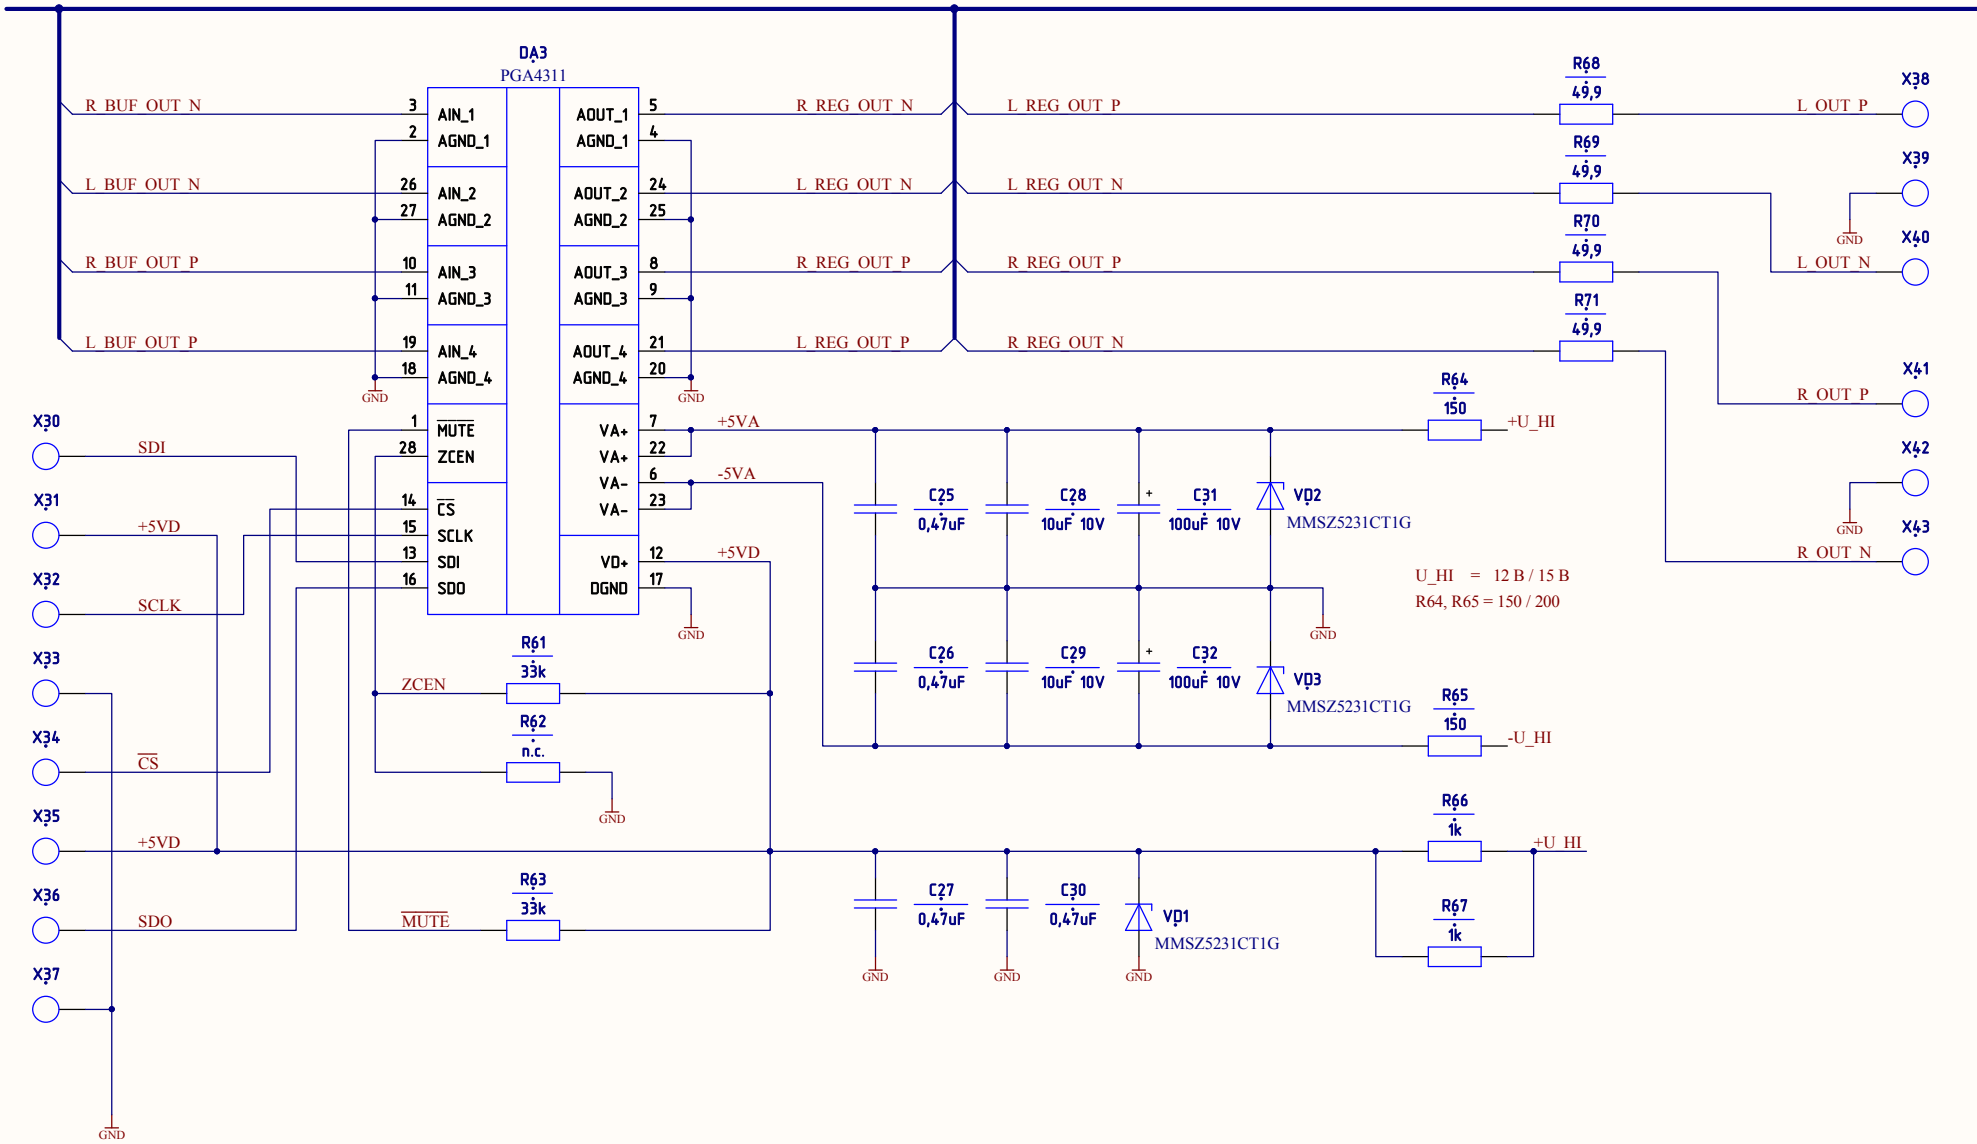 DA3
PGA4311
R_BUF_OUT_N
3
AIN_1
AOUT_1
5
R_REG_OUT_N
L_REG_OUT_P
R68
49,9
L_OUT_P
X38
2
AGND_1
AGND_1
4
R69
49,9
X39
L_BUF_OUT_N
26
AIN_2
AOUT_2
24
L_REG_OUT_N
L_REG_OUT_N
27
AGND_2
AGND_2
25
R70
49,9
GND
X40
R_BUF_OUT_P
10
AIN_3
AOUT_3
8
R_REG_OUT_P
R_REG_OUT_P
L_OUT_N
11
AGND_3
AGND_3
9
R71
49,9
L_BUF_OUT_P
19
AIN_4
AOUT_4
21
L_REG_OUT_P
R_REG_OUT_N
18
AGND_4
AGND_4
20
GND
GND
R64
150
X41
R_OUT_P
X30
SDI
1
MUTE
VA+
7
+5VA
+U_HI
28
ZCEN
VA+
22
X42
VA-
6
-5VA
X31
+5VD
14
CS
VA-
23
C25
0,47uF
C28
10uF 10V
+
C31
100uF 10V
VD2
MMSZ5231CT1G
GND
X43
15
SCLK
13
SDI
VD+
12
+5VD
R_OUT_N
X32
SCLK
16
SDO
DGND
17
GND
GND
U_HI = 12 В / 15 В
R64, R65 = 150 / 200
X33
R61
33k
ZCEN
C26
0,47uF
C29
10uF 10V
+
C32
100uF 10V
VD3
MMSZ5231CT1G
R65
150
-U_HI
X34
CS
R62
n.c.
GND
X35
+5VD
R66
1k
+U_HI
X36
SDO
R63
33k
MUTE
C27
0,47uF
C30
0,47uF
VD1
MMSZ5231CT1G
R67
1k
GND
GND
GND
X37
GND